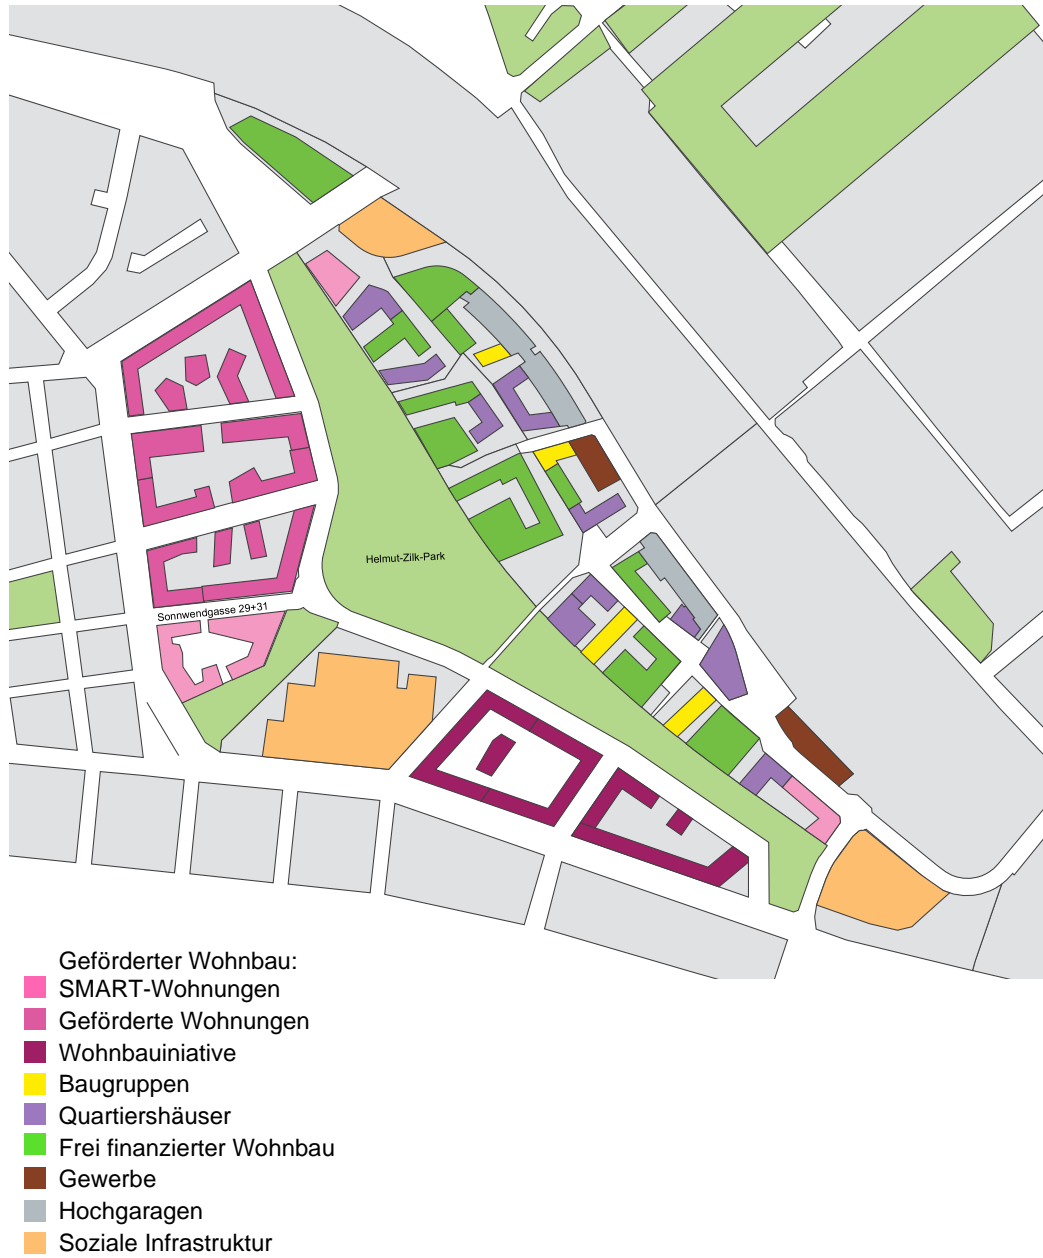 Helmut-Zilk-Park
Sonnwendgasse 29+31
Geförderter Wohnbau:
SMART-Wohnungen
Geförderte Wohnungen
Wohnbauiniative
Baugruppen
Quartiershäuser
Frei finanzierter Wohnbau
Gewerbe
Hochgaragen
Soziale Infrastruktur